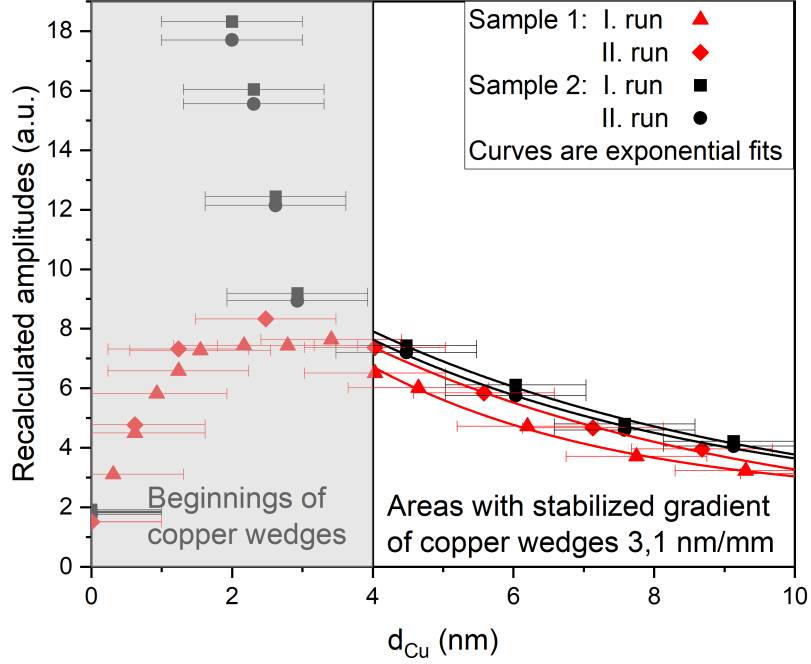 18
16
14
12
10
8
6
4
2
0
Recalculated amplitudes (a.u.)
Sample 1: I. run
II. run
Sample 2: I. run
II. run
Curves are exponential fits
Beginnings of
copper wedges
Areas with stabilized gradient
of copper wedges 3,1 nm/mm
0 2 4 6 8 10
d_Cu (nm)